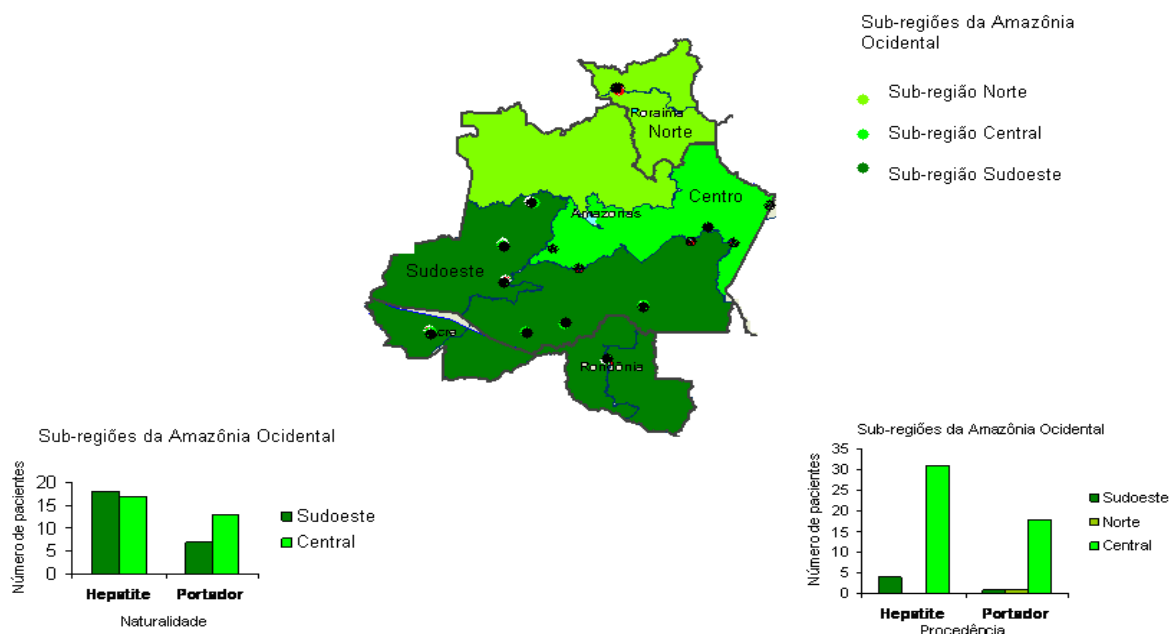 Sub-regiões da Amazônia
Ocidental
Sub-região Norte
Sub-região Central
Sub-região Sudoeste
Roraima
Norte
Centro
Amazonas
Sudoeste
Rondônia
Sub-regiões da Amazônia Ocidental
Número de pacientes
20
15
10
5
0
Hepatite
Portador
Naturalidade
Sudoeste
Central
Sub-regiões da Amazônia Ocidental
Número de pacientes
35
30
25
20
15
10
5
0
Hepatite
Portador
Procedência
Sudoeste
Norte
Central